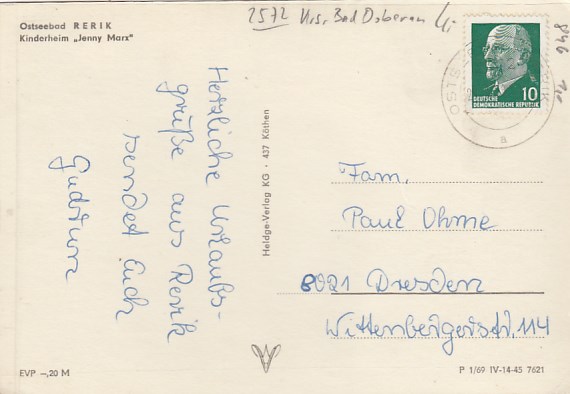 Ostseebad RERIK
Kinderheim „Jenny Marx"
2572 Krs. Bad Doberan
10
DEUTSCHE
DEMOKRATISCHE REPUBLIK
OSTS
a
Herzliche Urlaubs-
grüße aus Rerik
sendet Euch
Heldge-Verlag KG · 437 Köthen
Fam.
Paul Ohme
8021 Dresden
Wittenbergerstr. 114
EVP –,20 M
P 1/69 IV-14-45 7621